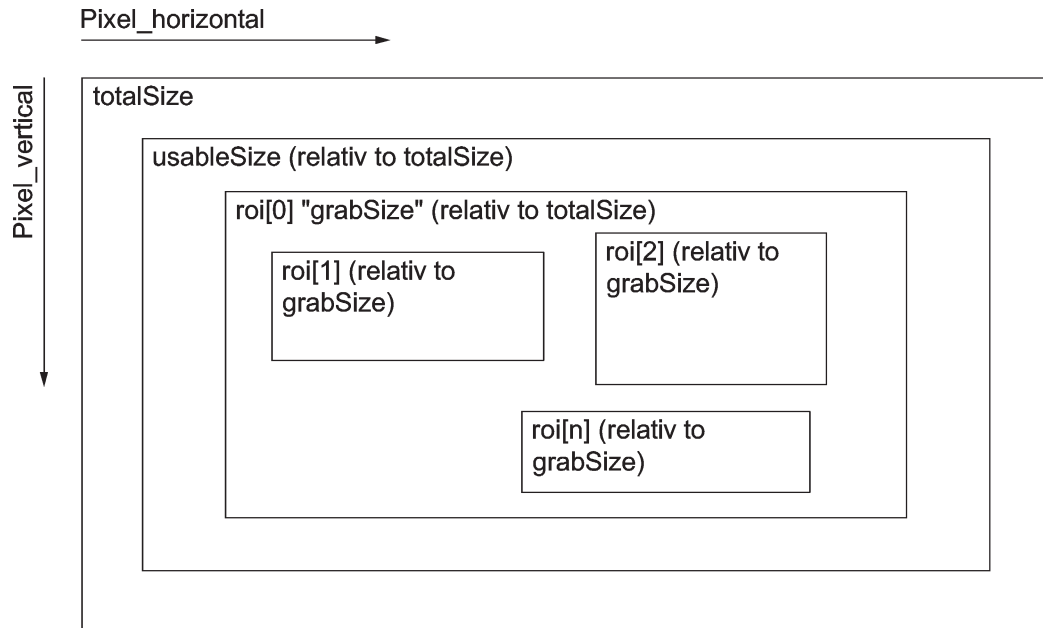 Pixel_horizontal
Pixel_vertical
totalSize
usableSize (relativ to totalSize)
roi[0] "grabSize" (relativ to totalSize)
roi[1] (relativ to
grabSize)
roi[2] (relativ to
grabSize)
roi[n] (relativ to
grabSize)